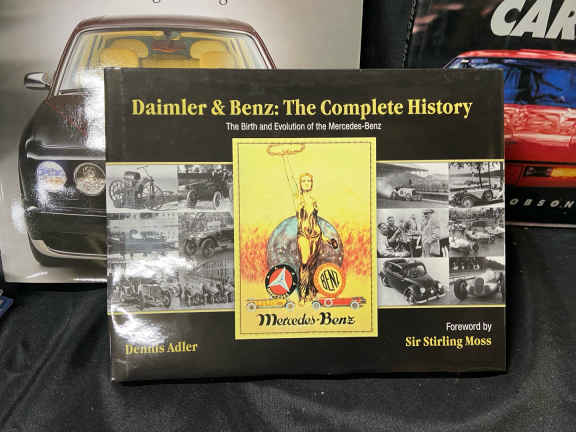 CAR
Daimler & Benz: The Complete History
The Birth and Evolution of the Mercedes-Benz
OBSON
BENZ
Mercedes-Benz
Foreword by
Dennis Adler
Sir Stirling Moss